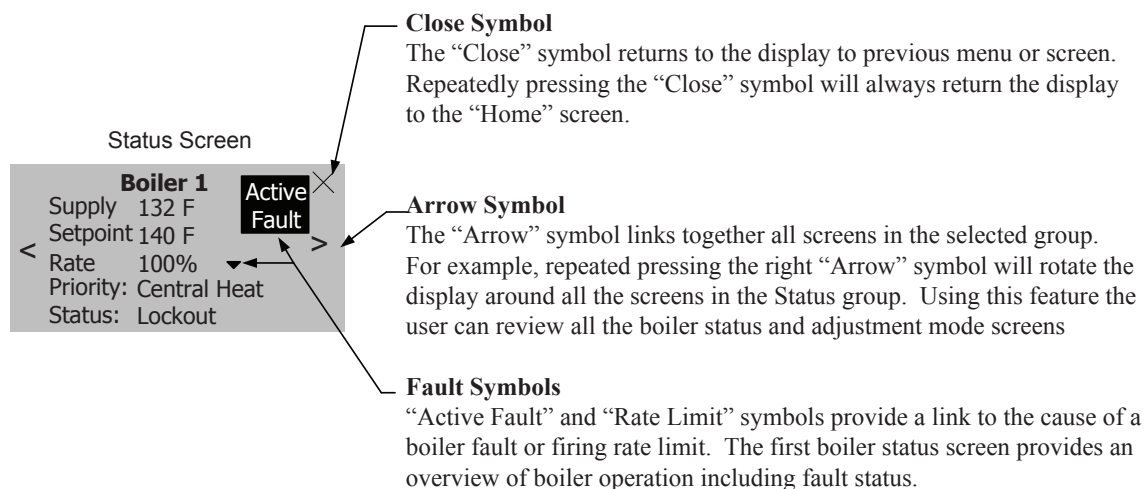 Close Symbol
The “Close” symbol returns to the display to previous menu or screen.
Repeatedly pressing the “Close” symbol will always return the display
to the “Home” screen.
Status Screen
Boiler 1
Active
Fault
Supply 132 F
Setpoint 140 F
Rate 100%
Priority: Central Heat
Status: Lockout
< >
Arrow Symbol
The “Arrow” symbol links together all screens in the selected group.
For example, repeated pressing the right “Arrow” symbol will rotate the
display around all the screens in the Status group. Using this feature the
user can review all the boiler status and adjustment mode screens
Fault Symbols
“Active Fault” and “Rate Limit” symbols provide a link to the cause of a
boiler fault or firing rate limit. The first boiler status screen provides an
overview of boiler operation including fault status.